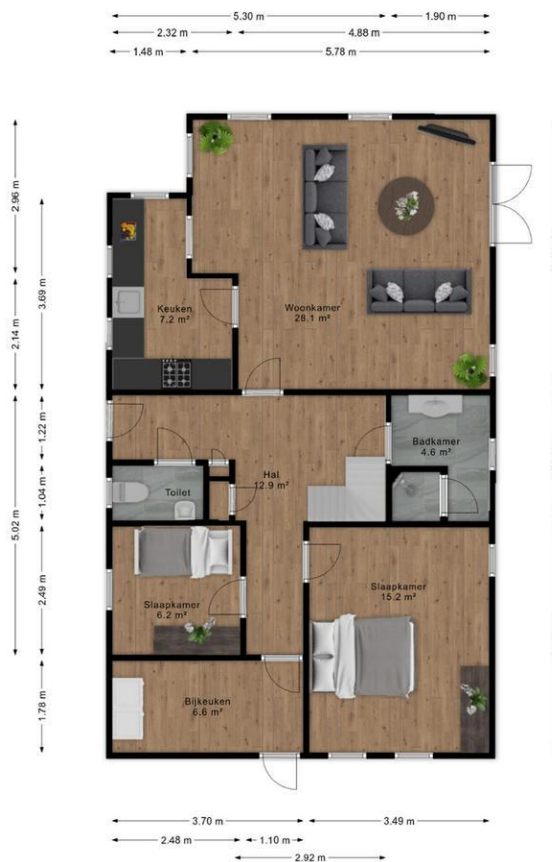 5.30 m
1.90 m
2.32 m
4.88 m
1.48 m
5.78 m
2.96 m
3.69 m
2.14 m
Keuken
7.2 m²
Woonkamer
28.1 m²
1.22 m
5.02 m
1.04 m
2.49 m
1.78 m
Badkamer
4.6 m²
Hal
12.9 m²
Toilet
Slaapkamer
6.2 m²
Slaapkamer
15.2 m²
Bijkeuken
6.6 m²
3.70 m
3.49 m
2.48 m
1.10 m
2.92 m